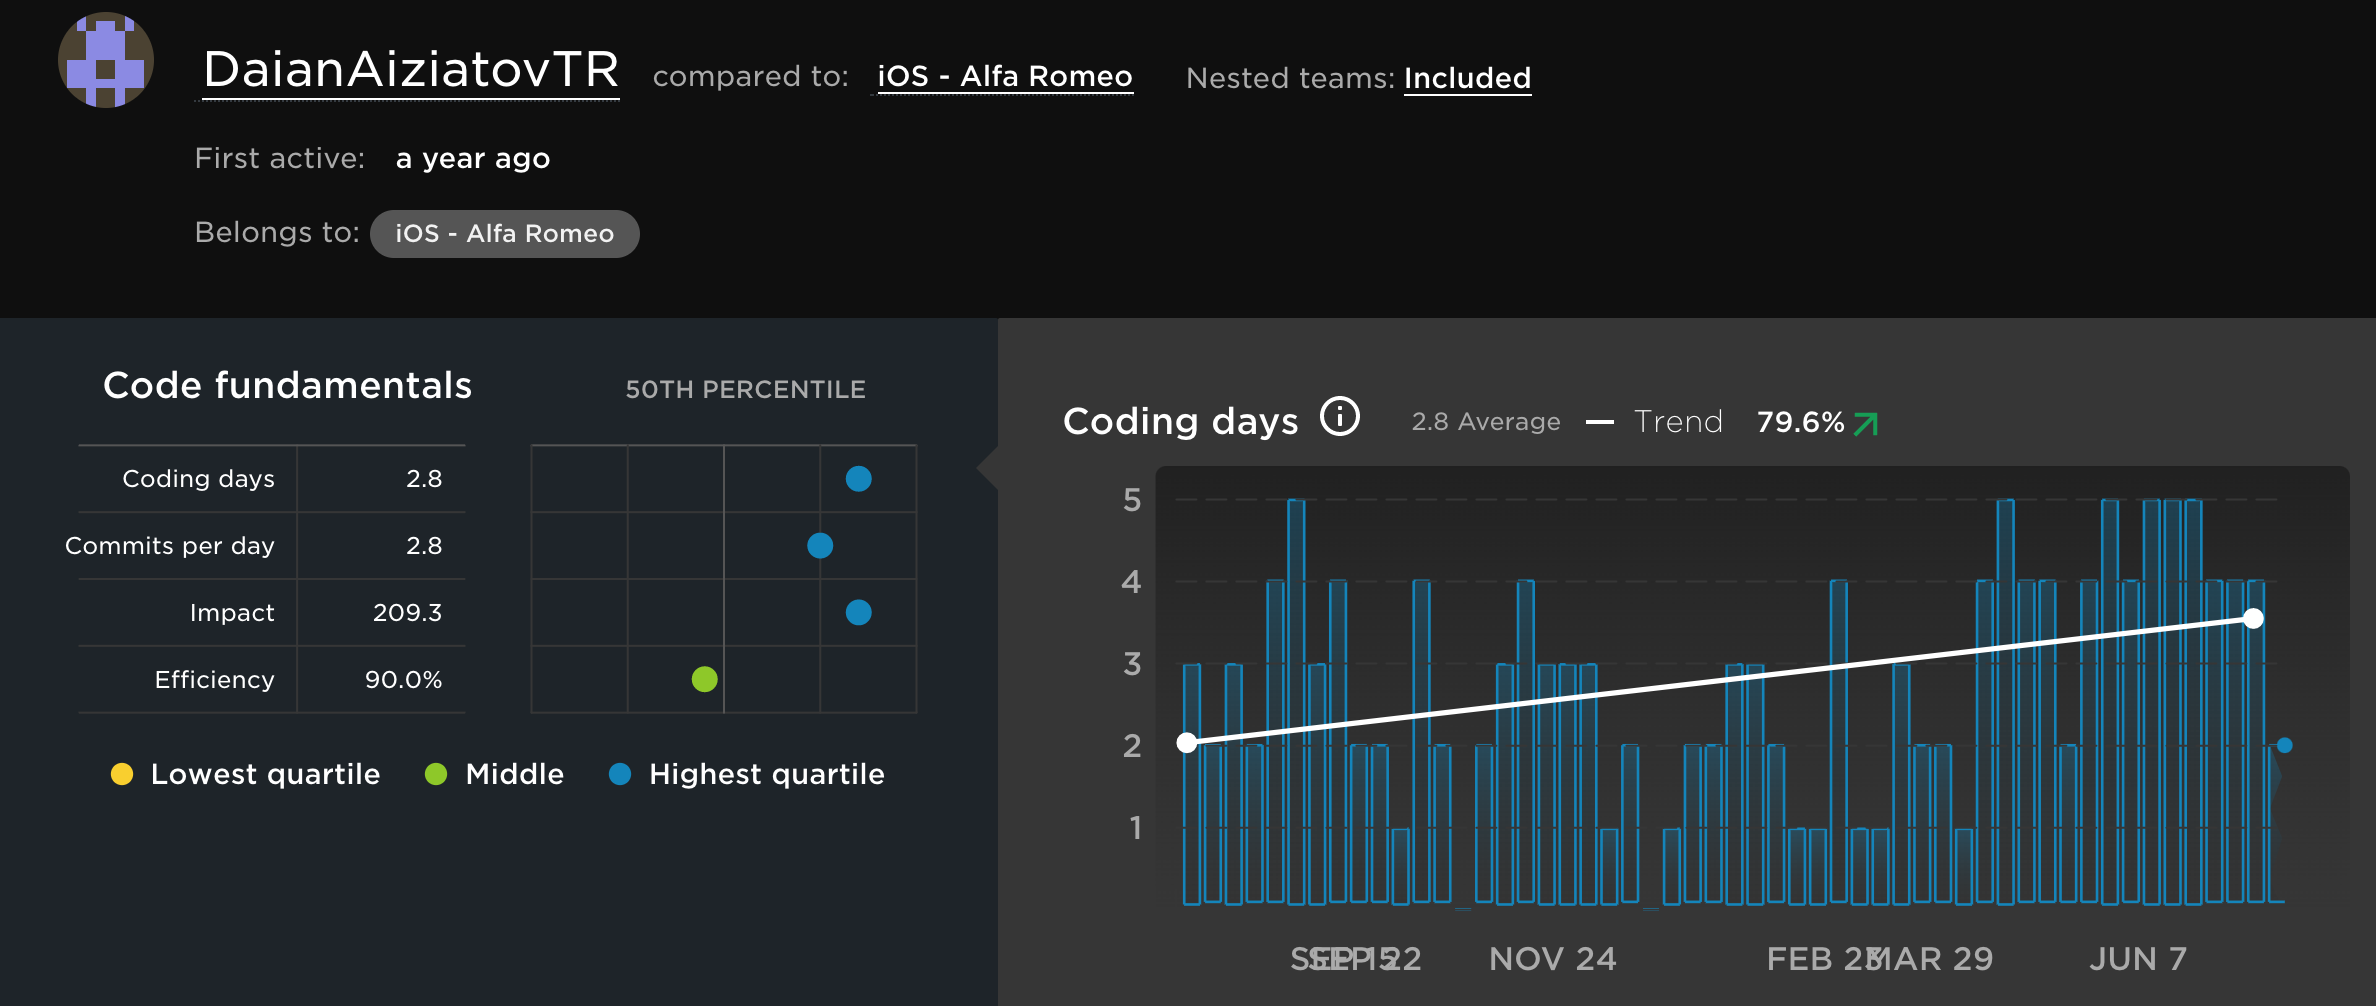 DaianAiziatovTR compared to: iOS - Alfa Romeo Nested teams: Included
First active: a year ago
Belongs to: iOS - Alfa Romeo
Code fundamentals 50TH PERCENTILE
Coding days 2.8
Commits per day 2.8
Impact 209.3
Efficiency 90.0%
Lowest quartile Middle Highest quartile
Coding days 2.8 Average Trend 79.6%
5
4
3
2
1
SEP 15 SEP 22 NOV 24 FEB 23 MAR 29 JUN 7